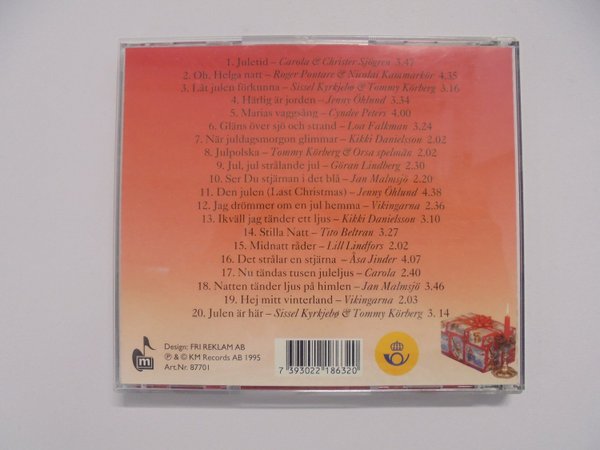 1. Juletid – Carola & Christer Sjögren 3.47
2. Oh, Helga natt – Roger Pontare & Nicolai Kammarkör 4.35
3. Låt julen förkunna – Sissel Kyrkjebø & Tommy Körberg 3.16
4. Härlig är jorden – Jenny Öhlund 3.34
5. Marias vaggsång – Cyndee Peters 4.00
6. Gläns över sjö och strand – Loa Falkman 3.24
7. När juldagsmorgon glimmar – Kikki Danielsson 2.02
8. Julpolska – Tommy Körberg & Orsa spelmän 2.02
9. Jul, jul strålande jul – Göran Lindberg 2.30
10. Ser Du stjärnan i det blå – Jan Malmsjö 2.20
11. Den julen (Last Christmas) – Jenny Öhlund 4.38
12. Jag drömmer om en jul hemma – Vikingarna 2.36
13. Ikväll jag tänder ett ljus – Kikki Danielsson 3.10
14. Stilla Natt – Tito Beltran 3.27
15. Midnatt råder – Lill Lindfors 2.02
16. Det strålar en stjärna – Åsa Jinder 4.07
17. Nu tändas tusen juleljus – Carola 2.40
18. Natten tänder ljus på himlen – Jan Malmsjö 3.46
19. Hej mitt vinterland – Vikingarna 2.03
20. Julen är här – Sissel Kyrkjebø & Tommy Körberg 3. 14
m
Design: FRI REKLAM AB
℗ & © KM Records AB 1995
Art.Nr. 87701
7 393022 186320